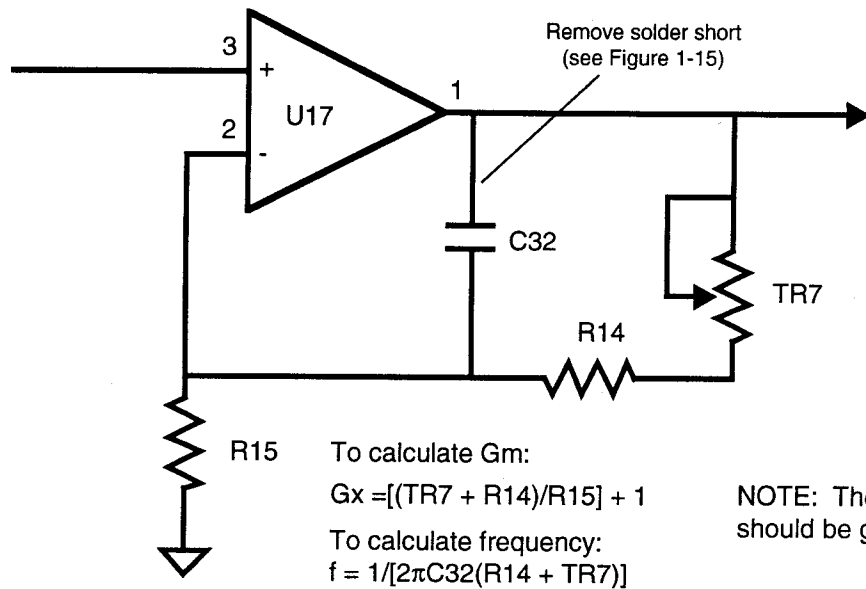 Remove solder short
(see Figure 1-15)
3
+
1
U17
2
-
C32
TR7
R14
R15
To calculate Gm:
Gx =[(TR7 + R14)/R15] + 1
NOTE: The
should be g
To calculate frequency:
f = 1/[2πC32(R14 + TR7)]